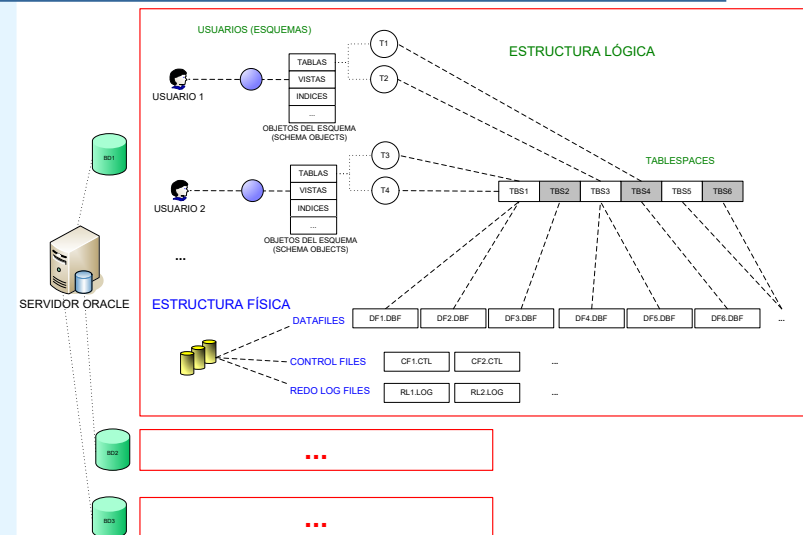 USUARIOS (ESQUEMAS)
ESTRUCTURA LÓGICA
T1
TABLAS
VISTAS
INDICES
...
T2
USUARIO 1
OBJETOS DEL ESQUEMA
(SCHEMA OBJECTS)
BD1
T3
TABLESPACES
TABLAS
VISTAS
INDICES
...
T4
TBS1 TBS2 TBS3 TBS4 TBS5 TBS6
USUARIO 2
OBJETOS DEL ESQUEMA
(SCHEMA OBJECTS)
...
SERVIDOR ORACLE
ESTRUCTURA FÍSICA
DATAFILES
DF1.DBF DF2.DBF DF3.DBF DF4.DBF DF5.DBF DF6.DBF ...
CONTROL FILES
CF1.CTL CF2.CTL ...
REDO LOG FILES
RL1.LOG RL2.LOG ...
BD2
...
BD3
...